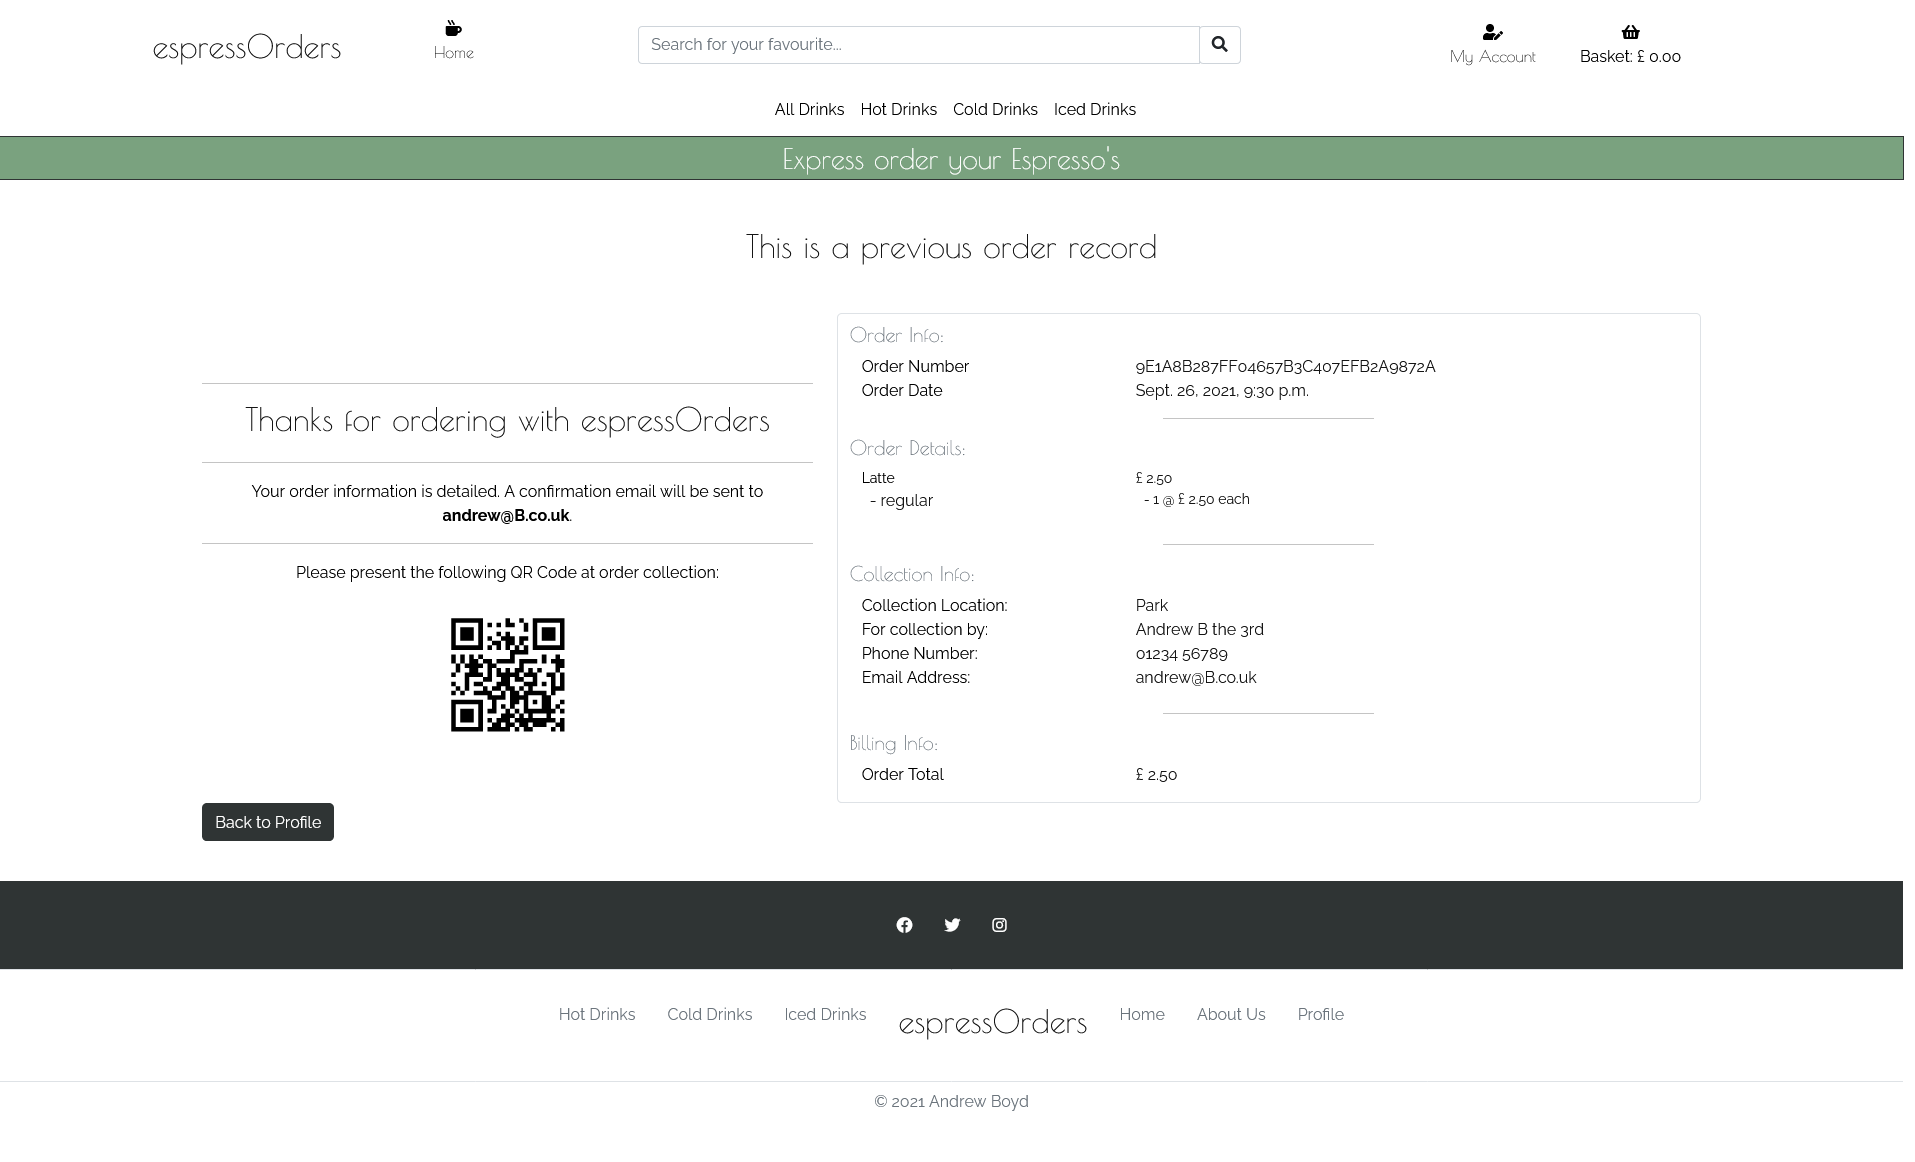 espressOrders
Home
Search for your favourite...
My Account
Basket: £ 0.00
All Drinks Hot Drinks Cold Drinks Iced Drinks
Express order your Espresso's
This is a previous order record
Thanks for ordering with espressOrders
Your order information is detailed. A confirmation email will be sent to
andrew@B.co.uk.
Please present the following QR Code at order collection:
Back to Profile
Order Info:
Order Number 9E1A8B287FF04657B3C407EFB2A9872A
Order Date Sept. 26, 2021, 9:30 p.m.
Order Details:
Latte £ 2.50
- regular - 1 @ £ 2.50 each
Collection Info:
Collection Location: Park
For collection by: Andrew B the 3rd
Phone Number: 01234 56789
Email Address: andrew@B.co.uk
Billing Info:
Order Total £ 2.50
Hot Drinks Cold Drinks Iced Drinks espressOrders Home About Us Profile
© 2021 Andrew Boyd